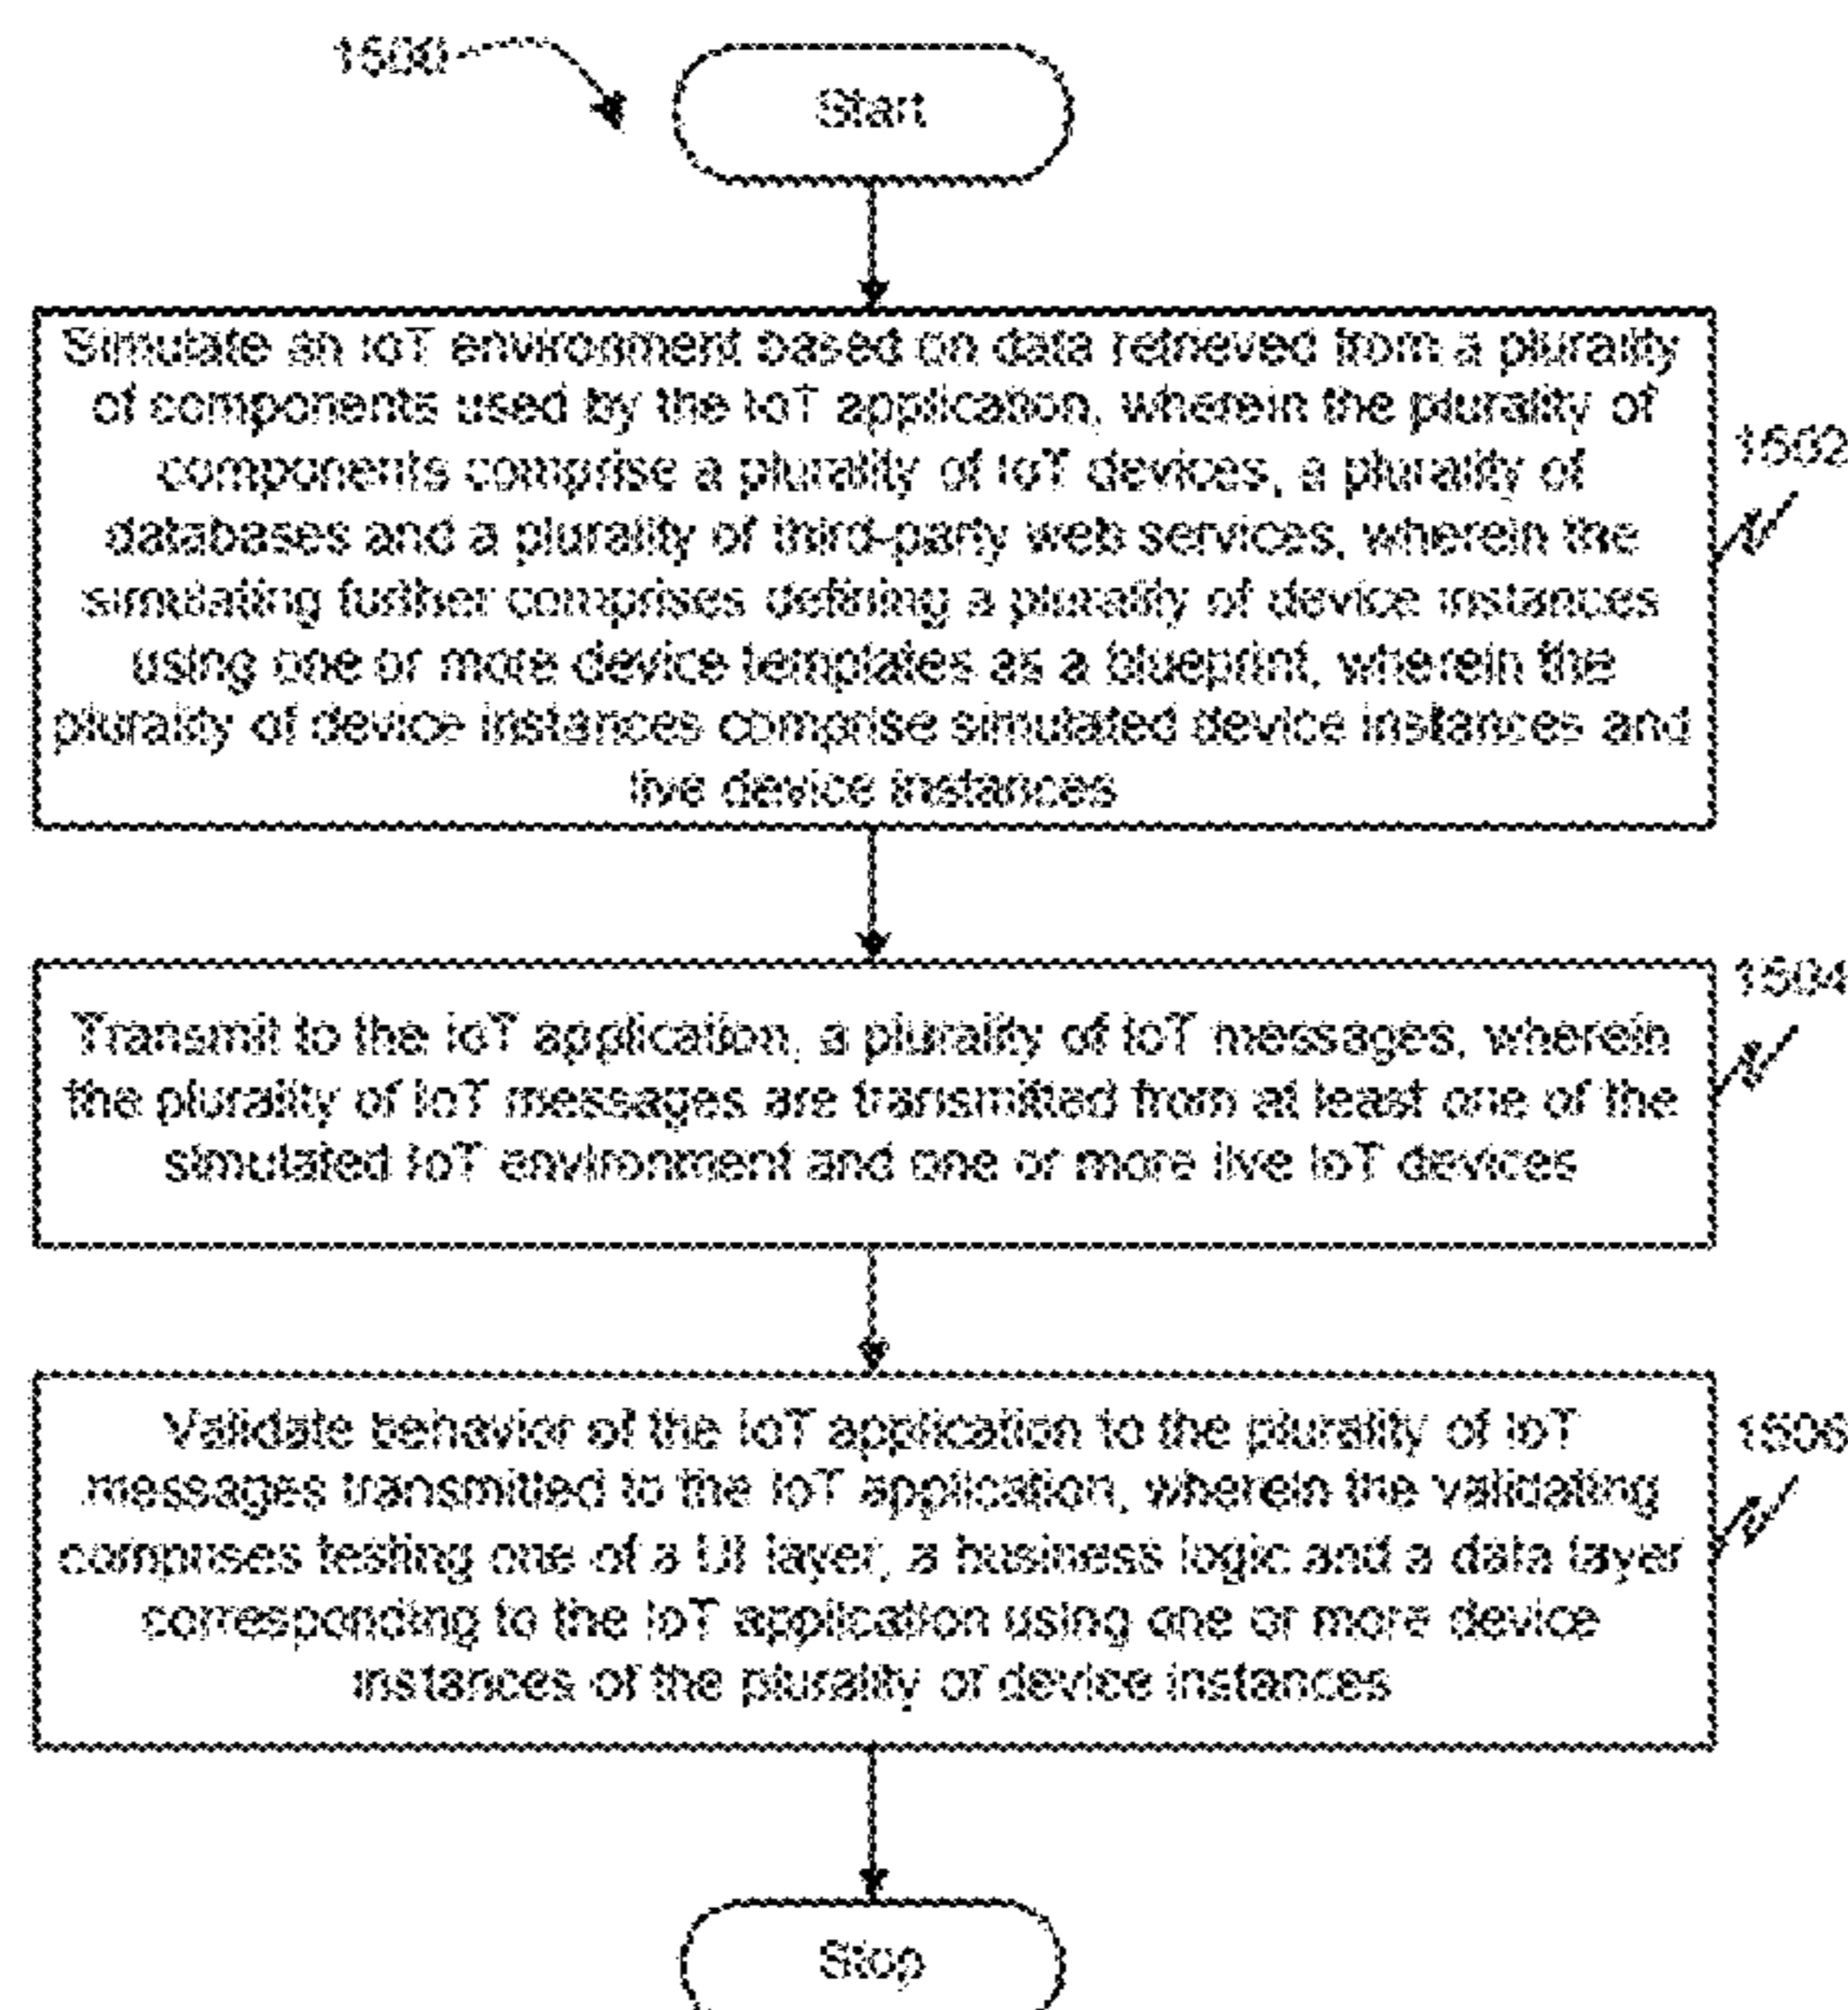 1500
Start
Simulate an IoT environment based on data retrieved from a plurality
of components used by the IoT application, wherein the plurality of
components comprise a plurality of IoT devices, a plurality of
databases and a plurality of third-party web services, wherein the
simulating further comprises defining a plurality of device instances
using one or more device templates as a blueprint, wherein the
plurality of device instances comprise simulated device instances and
live device instances
1502
Transmit to the IoT application, a plurality of IoT messages, wherein
the plurality of IoT messages are transmitted from at least one of the
simulated IoT environment and one or more live IoT devices
1504
Validate behavior of the IoT application to the plurality of IoT
messages transmitted to the IoT application, wherein the validating
comprises testing one of a UI layer, a business logic and a data layer
corresponding to the IoT application using one or more device
instances of the plurality of device instances
1506
Stop